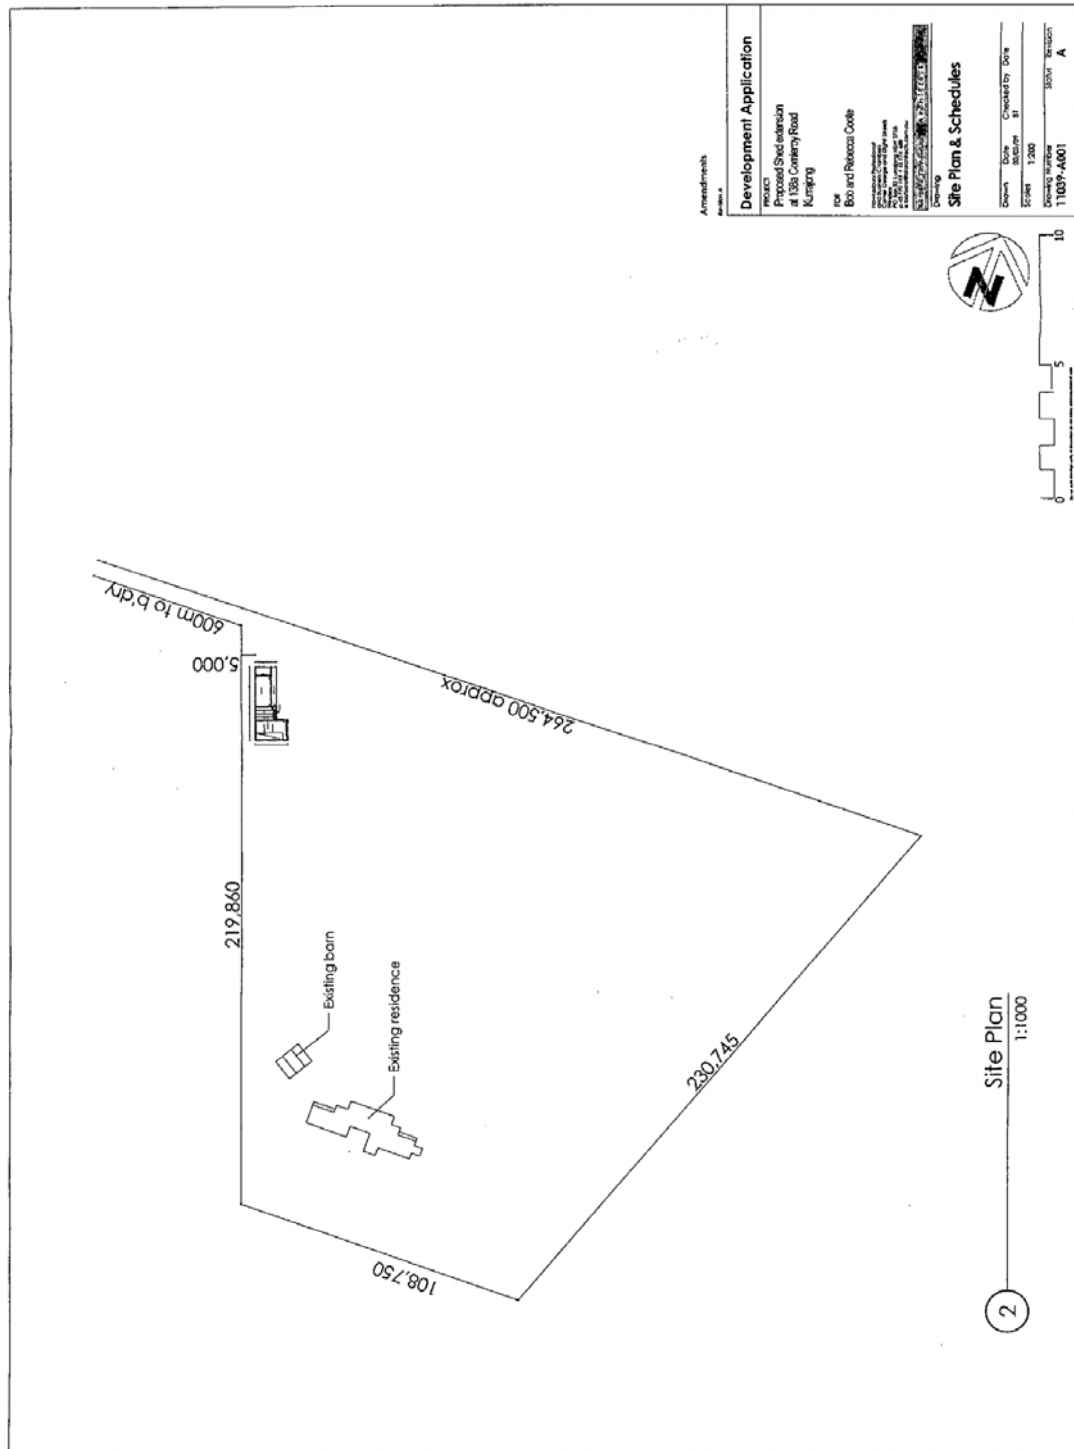 600m to b'dry
5,000
219,860
264,500 approx
Existing barn
Existing residence
108,750
230,745
2
Site Plan
1:1000
Amendments
Development Application
PROJECT
Proposed Shed extension
at 138a Comleroy Road
Kurrajong
FOR
Bob and Rebecca Coote
Drawing
Site Plan & Schedules
Drawn Date Checked by Date
BT
Scales 1:200
Drawing Number Status Revision
11039-A001 A
N
0 5 10